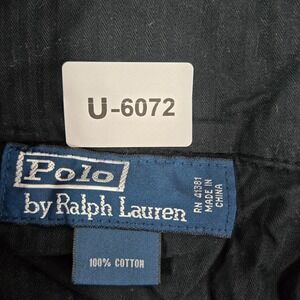 U-6072
Polo
by Ralph Lauren
RN 41381
MADE IN
CHINA
100% COTTON